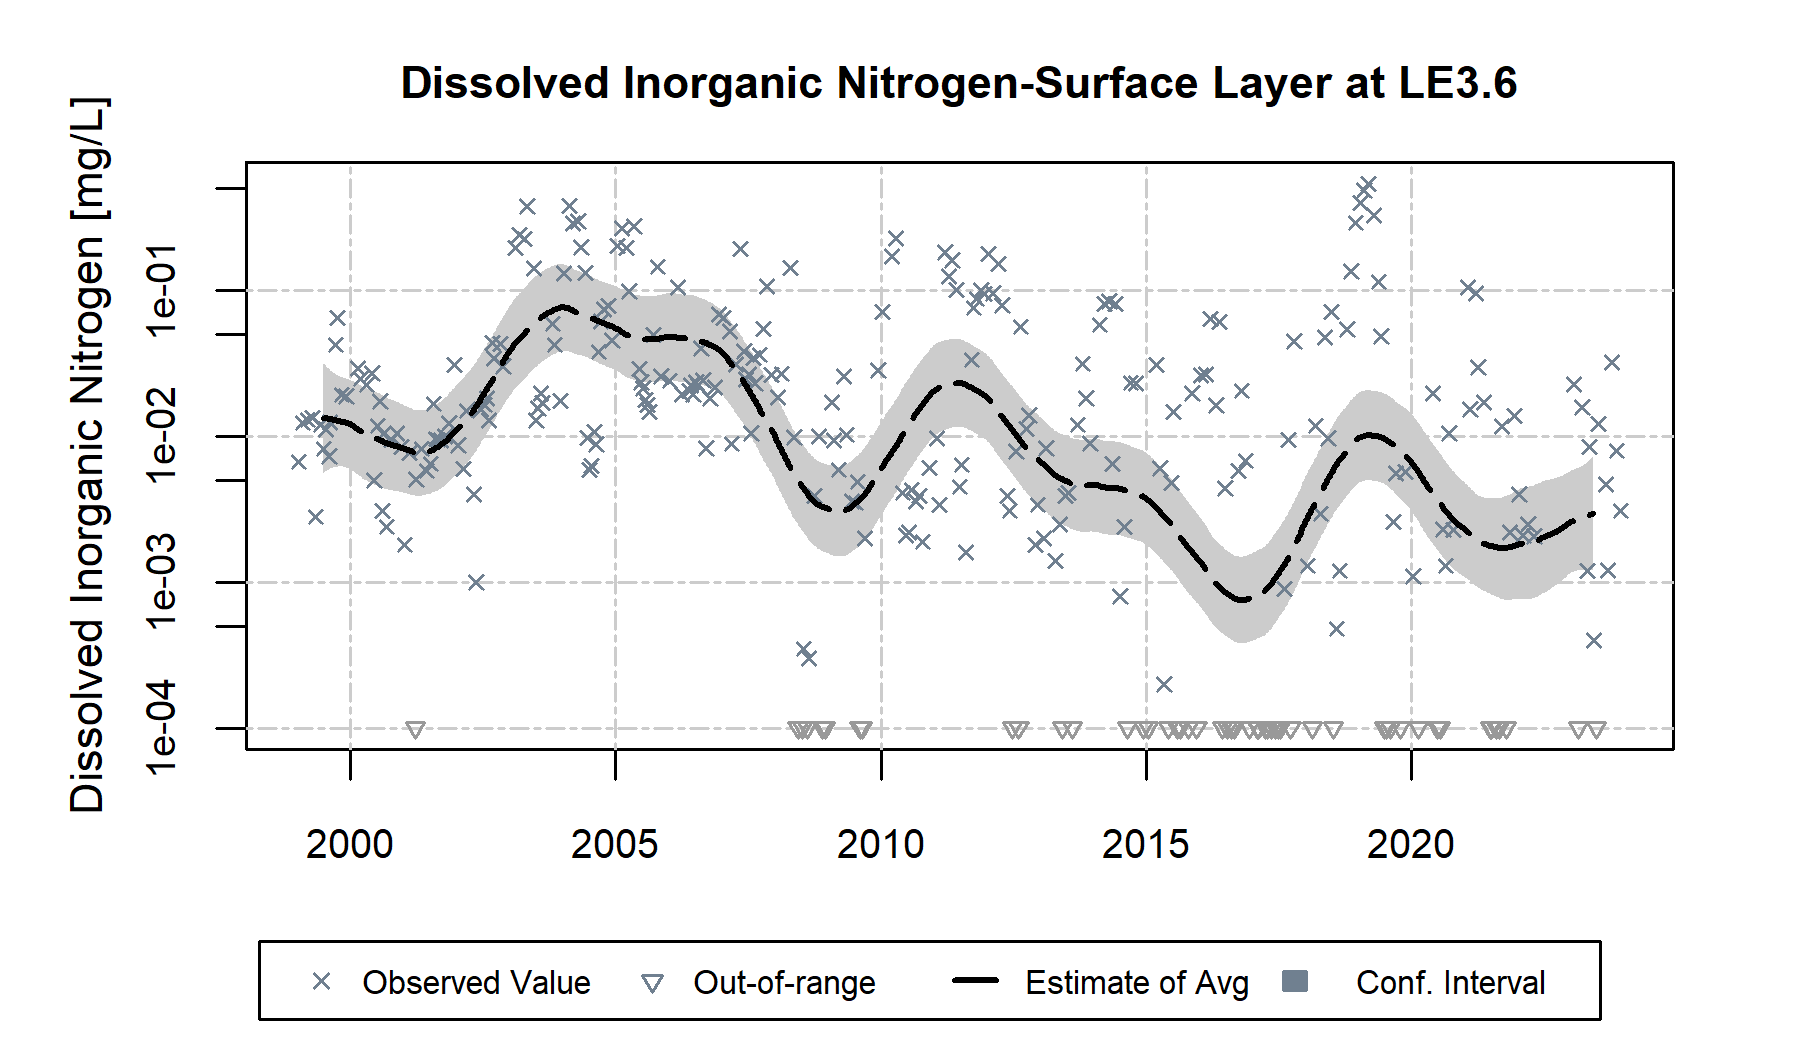 Dissolved Inorganic Nitrogen-Surface Layer at LE3.6
Dissolved Inorganic Nitrogen [mg/L]
1e-01
1e-02
1e-03
1e-04
2000 2005 2010 2015 2020
Observed Value Out-of-range Estimate of Avg Conf. Interval